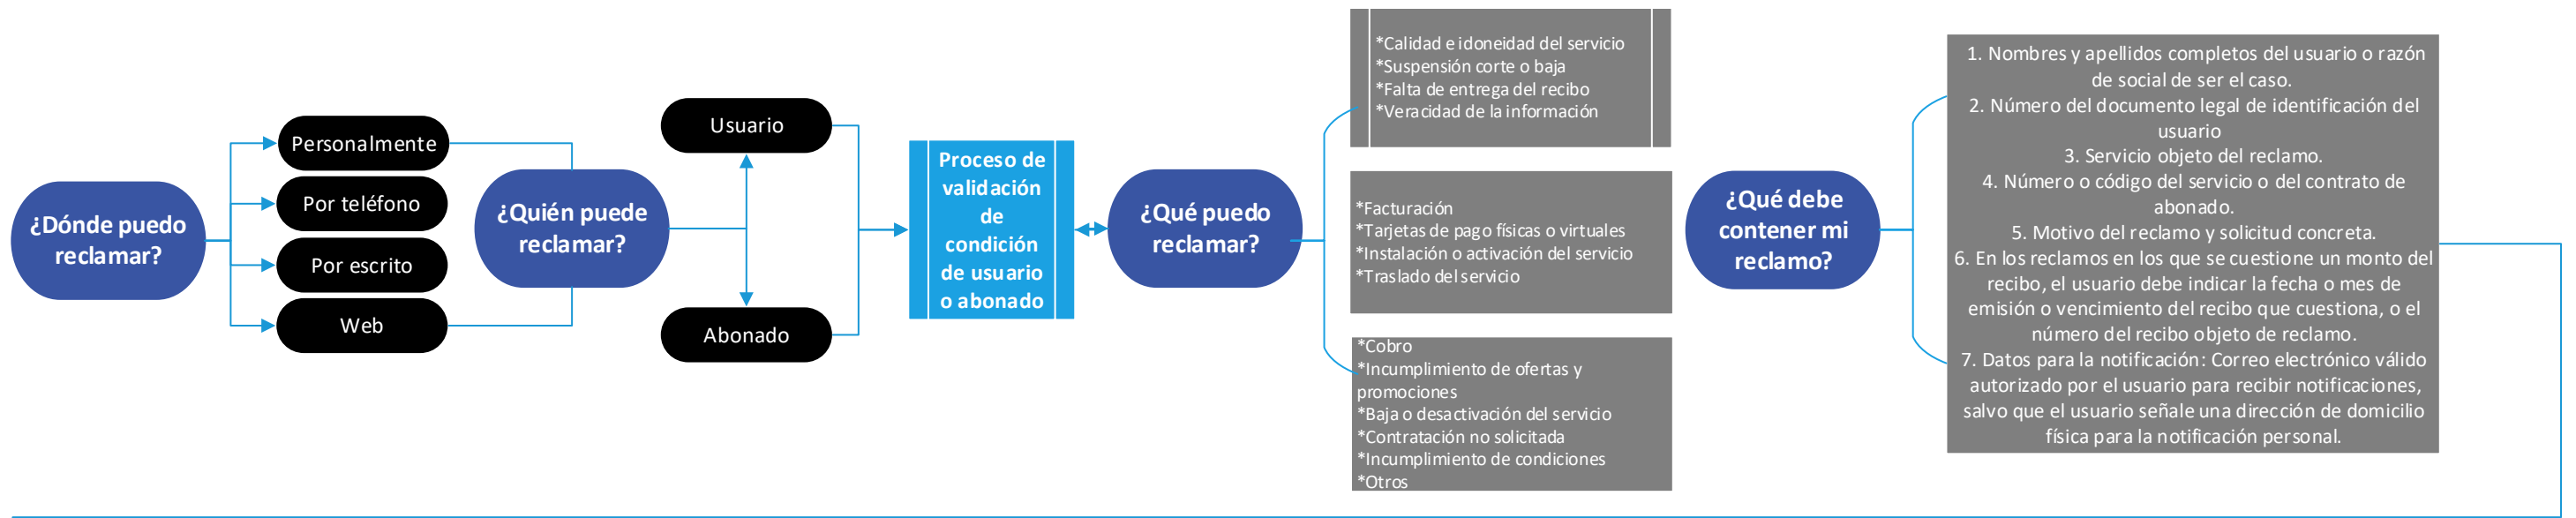 ¿Dónde puedo
reclamar?
Personalmente
Por teléfono
Por escrito
Web
¿Quién puede
reclamar?
Usuario
Abonado
Proceso de
validación
de
condición
de usuario
o abonado
¿Qué puedo
reclamar?
*Calidad e idoneidad del servicio
*Suspensión corte o baja
*Falta de entrega del recibo
*Veracidad de la información
*Facturación
*Tarjetas de pago físicas o virtuales
*Instalación o activación del servicio
*Traslado del servicio
*Cobro
*Incumplimiento de ofertas y
promociones
*Baja o desactivación del servicio
*Contratación no solicitada
*Incumplimiento de condiciones
*Otros
¿Qué debe
contener mi
reclamo?
1. Nombres y apellidos completos del usuario o razón
de social de ser el caso.
2. Número del documento legal de identificación del
usuario
3. Servicio objeto del reclamo.
4. Número o código del servicio o del contrato de
abonado.
5. Motivo del reclamo y solicitud concreta.
6. En los reclamos en los que se cuestione un monto del
recibo, el usuario debe indicar la fecha o mes de
emisión o vencimiento del recibo que cuestiona, o el
número del recibo objeto de reclamo.
7. Datos para la notificación: Correo electrónico válido
autorizado por el usuario para recibir notificaciones,
salvo que el usuario señale una dirección de domicilio
física para la notificación personal.